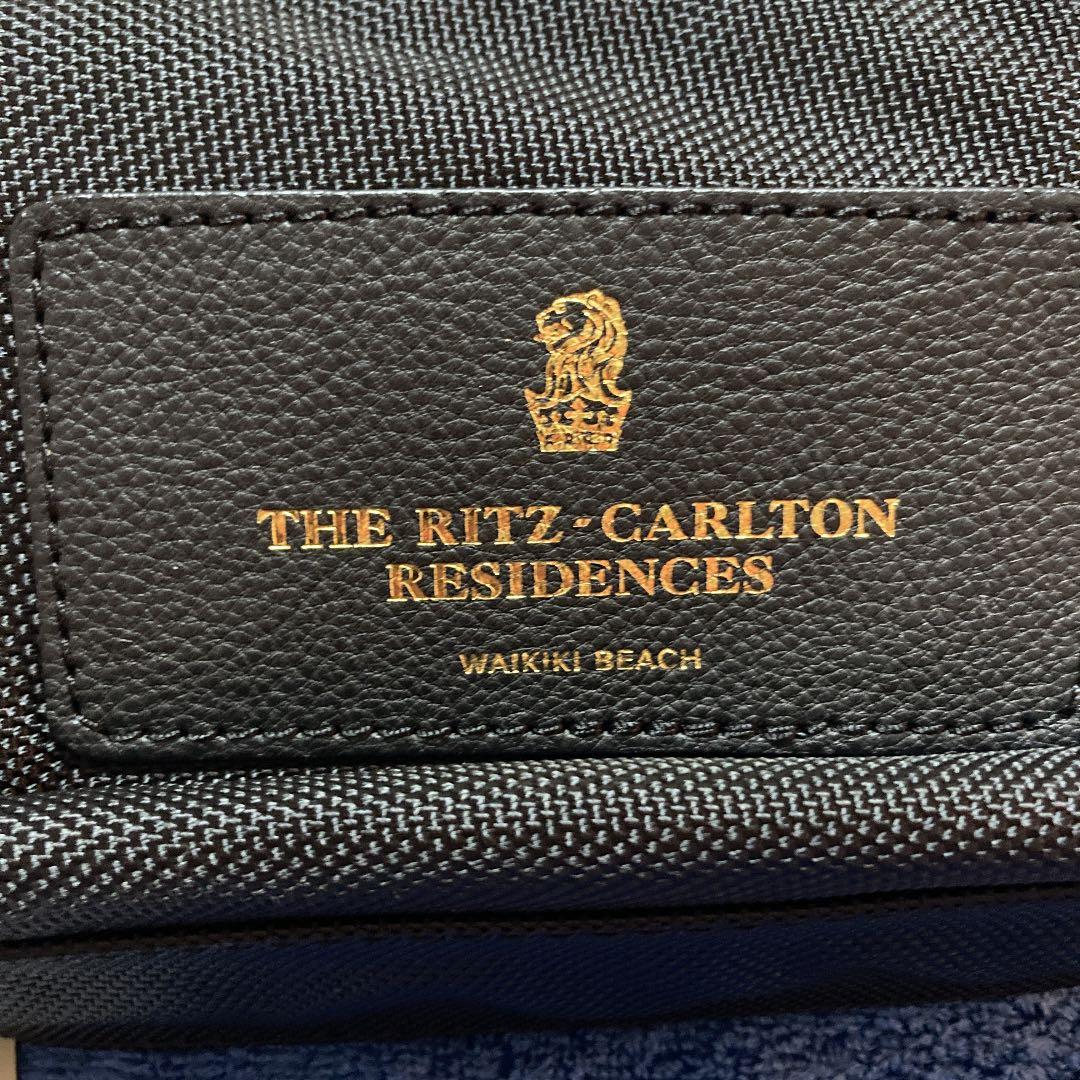 THE RITZ-CARLTON
RESIDENCES
WAIKIKI BEACH